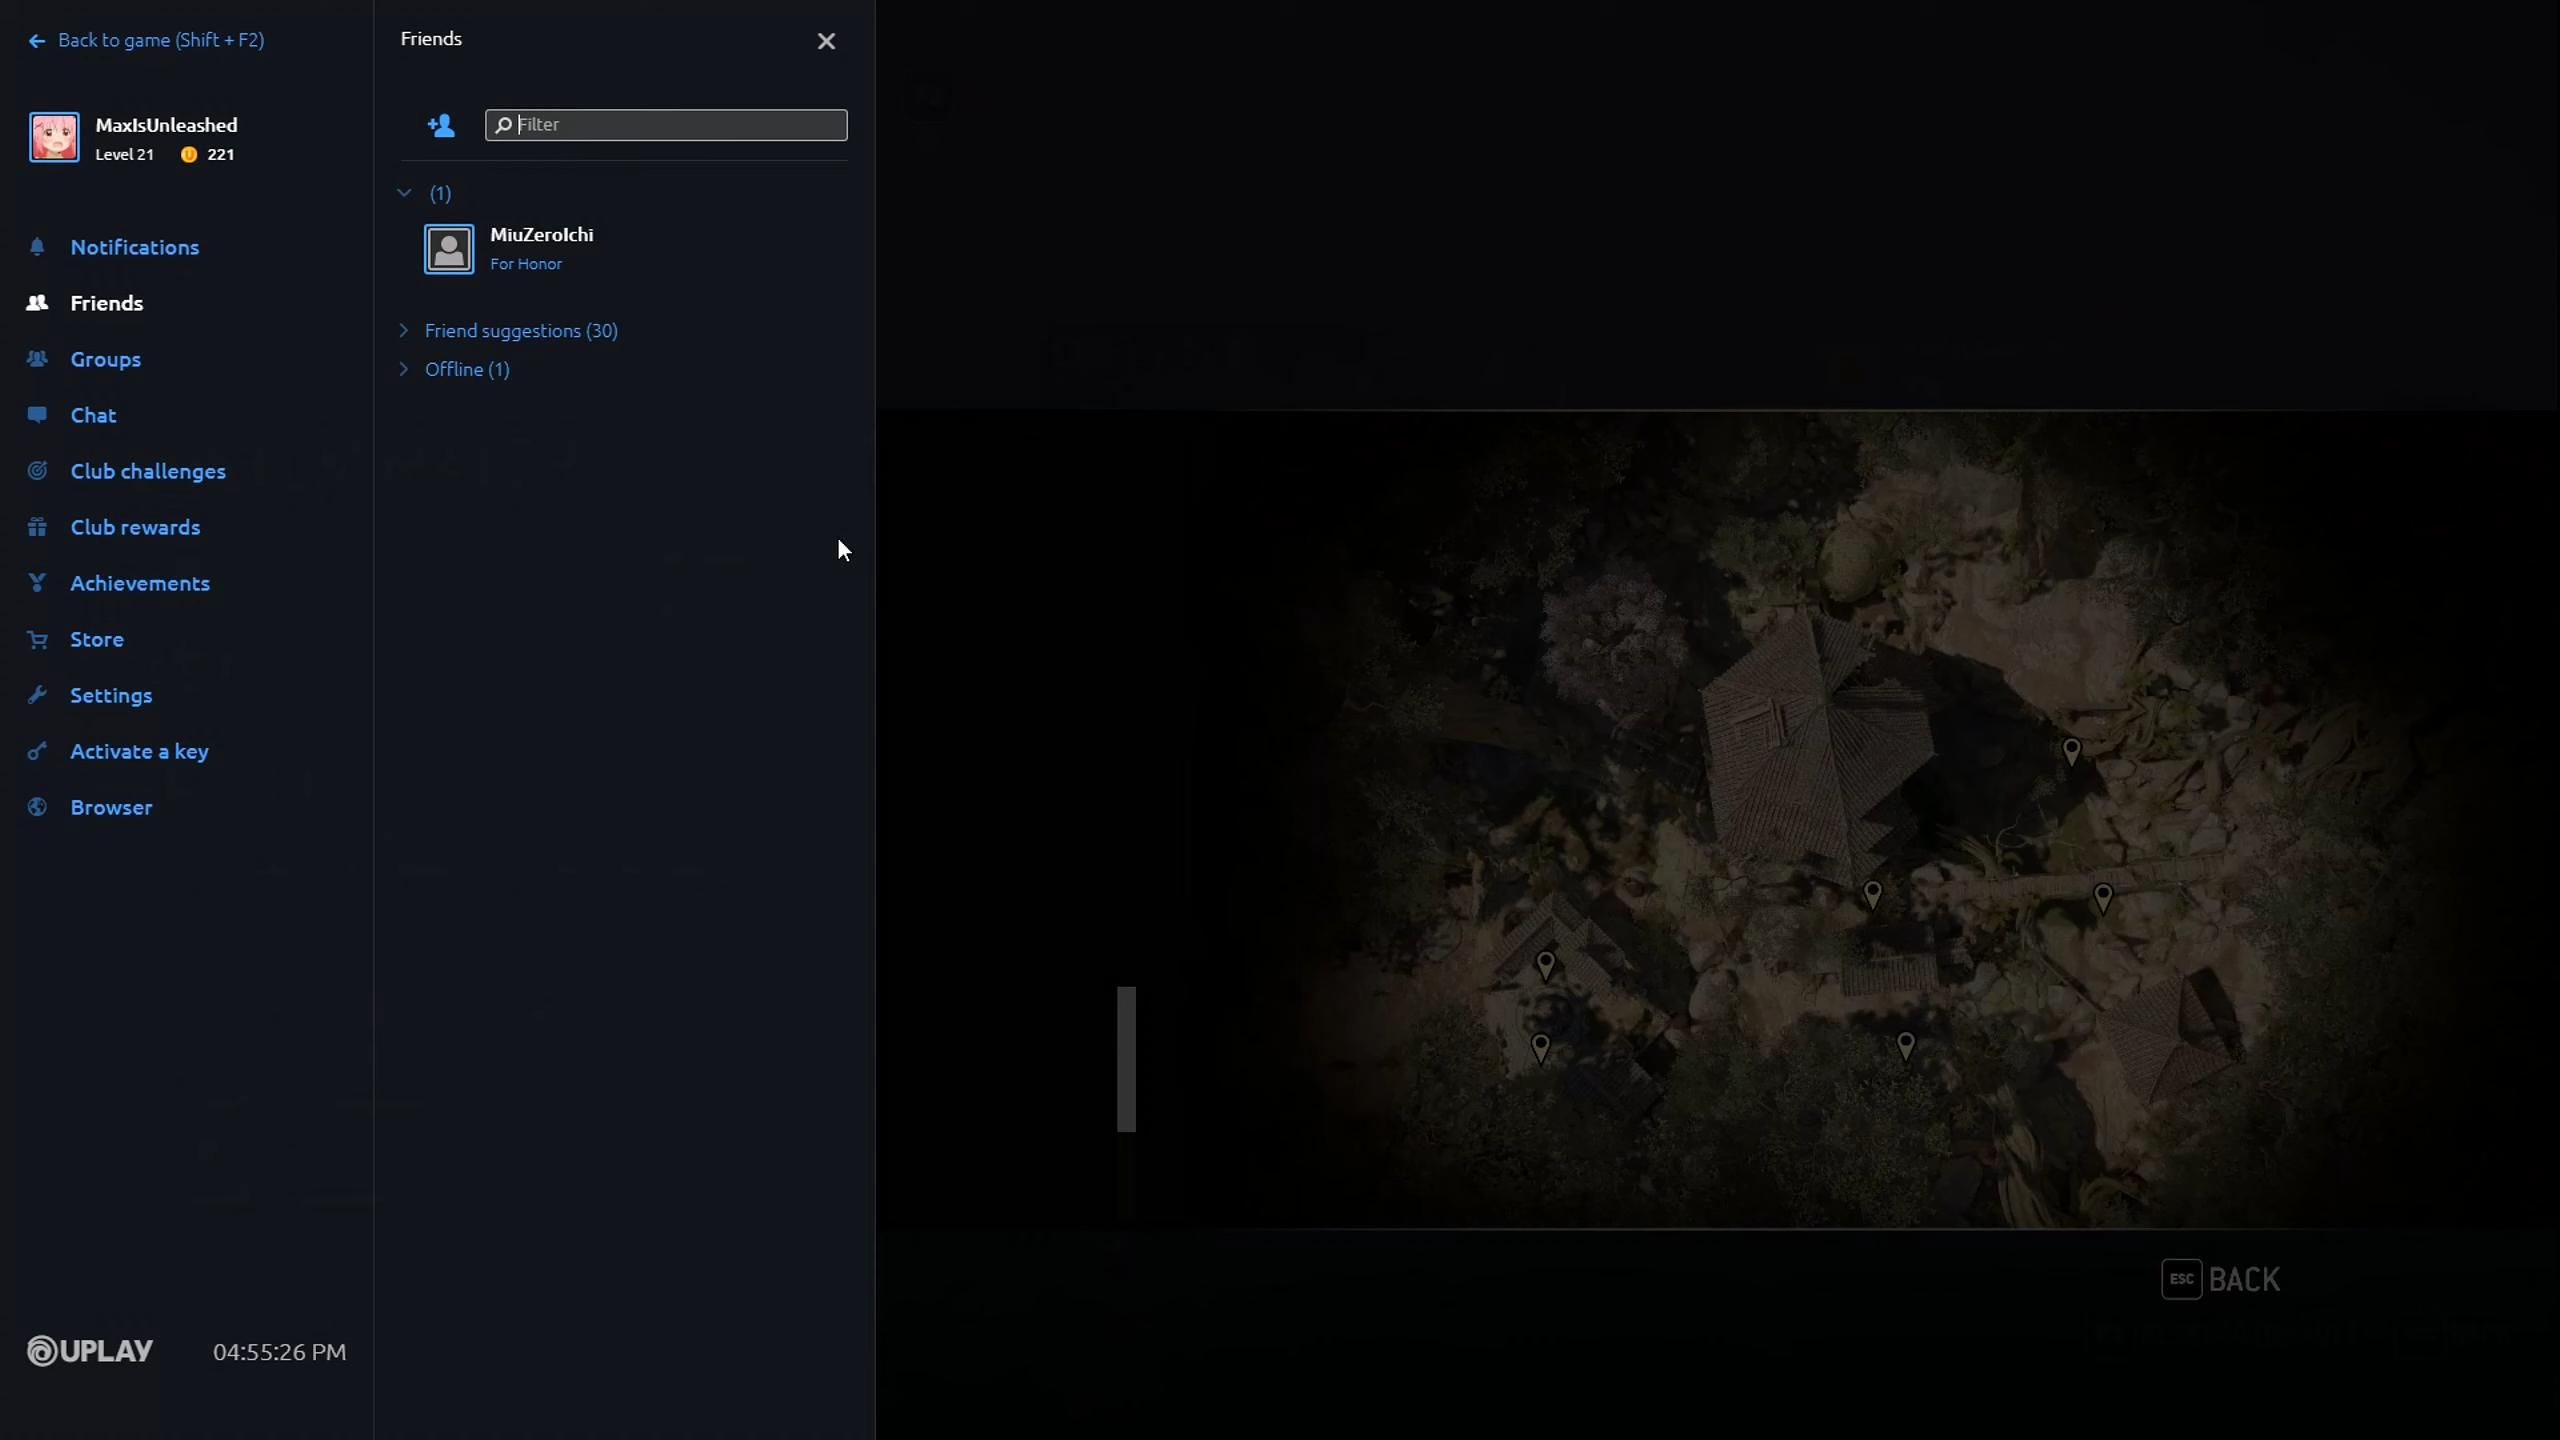 Back to game (Shift + F2)
MaxIsUnleashed
Level 21 221
Notifications
Friends
Groups
Chat
Club challenges
Club rewards
Achievements
Store
Settings
Activate a key
Browser
UPLAY 04:55:26 PM
Friends
Filter
(1)
MiuZeroIchi
For Honor
Friend suggestions (30)
Offline (1)
ESC BACK